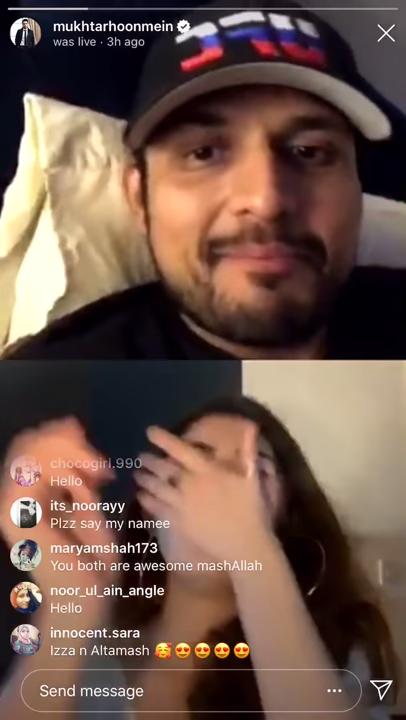 mukhtarhoonmein
was live · 3h ago
chocogirl.990
Hello
its_noorayy
Plzz say my namee
maryamshah173
You both are awesome mashAllah
noor_ul_ain_angle
Hello
innocent.sara
Izza n Altamash 🥰😍😍😍😍
Send message